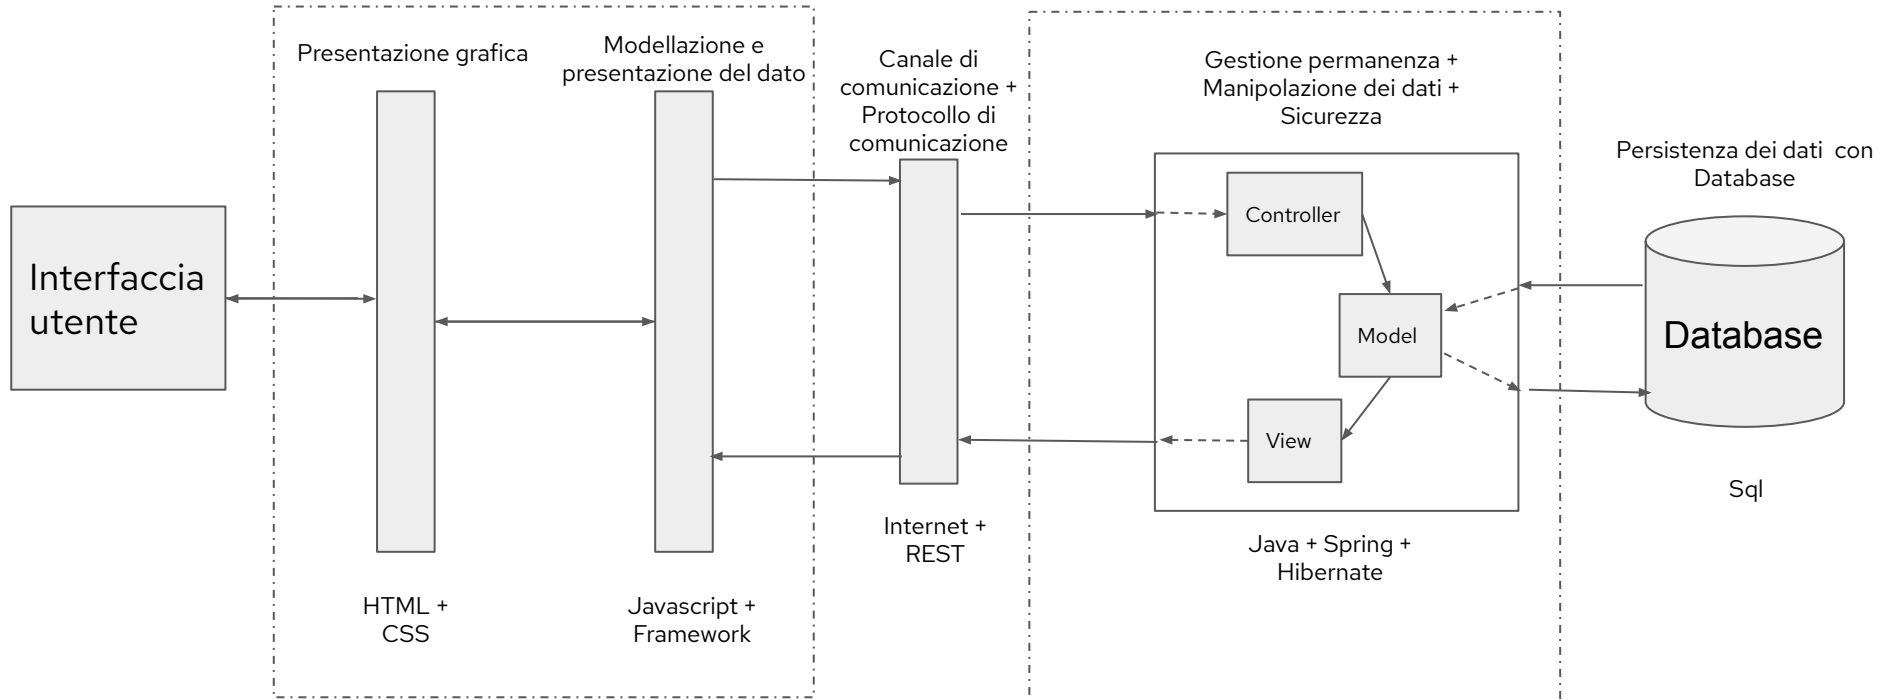 Presentazione grafica
Modellazione e
presentazione del dato
Canale di
comunicazione +
Protocollo di
comunicazione
Gestione permanenza +
Manipolazione dei dati +
Sicurezza
Persistenza dei dati  con
Database
Interfaccia
utente
Controller
Model
View
Database
Sql
HTML +
CSS
Javascript +
Framework
Internet +
REST
Java + Spring +
Hibernate